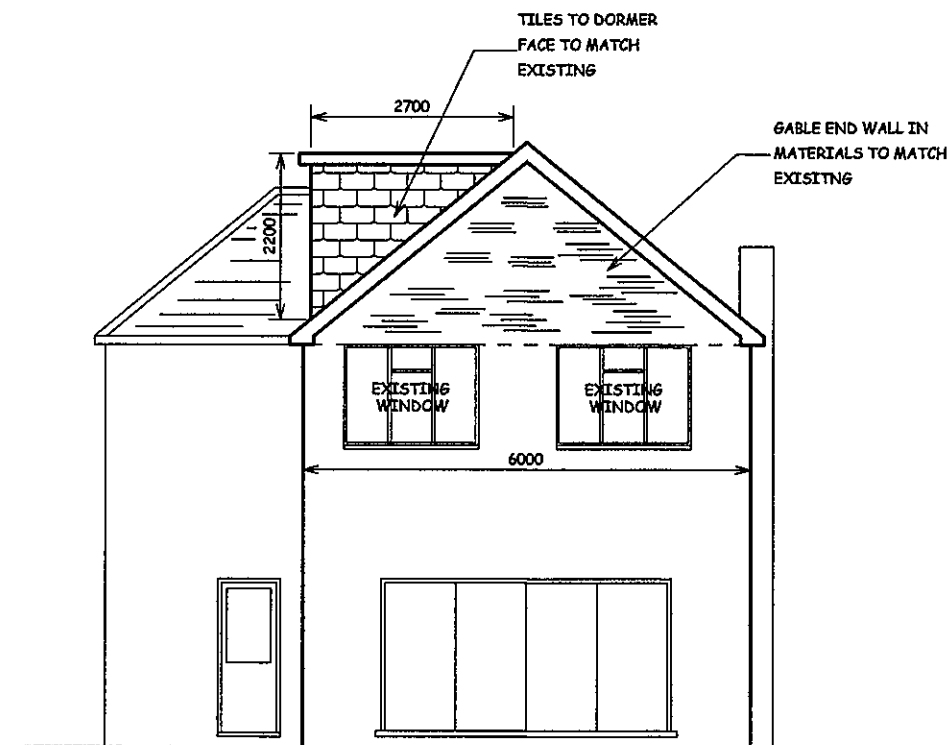 TILES TO DORMER
FACE TO MATCH
EXISTING
2700
GABLE END WALL IN
MATERIALS TO MATCH
EXISITNG
2200
EXISTING
WINDOW
EXISTING
WINDOW
6000